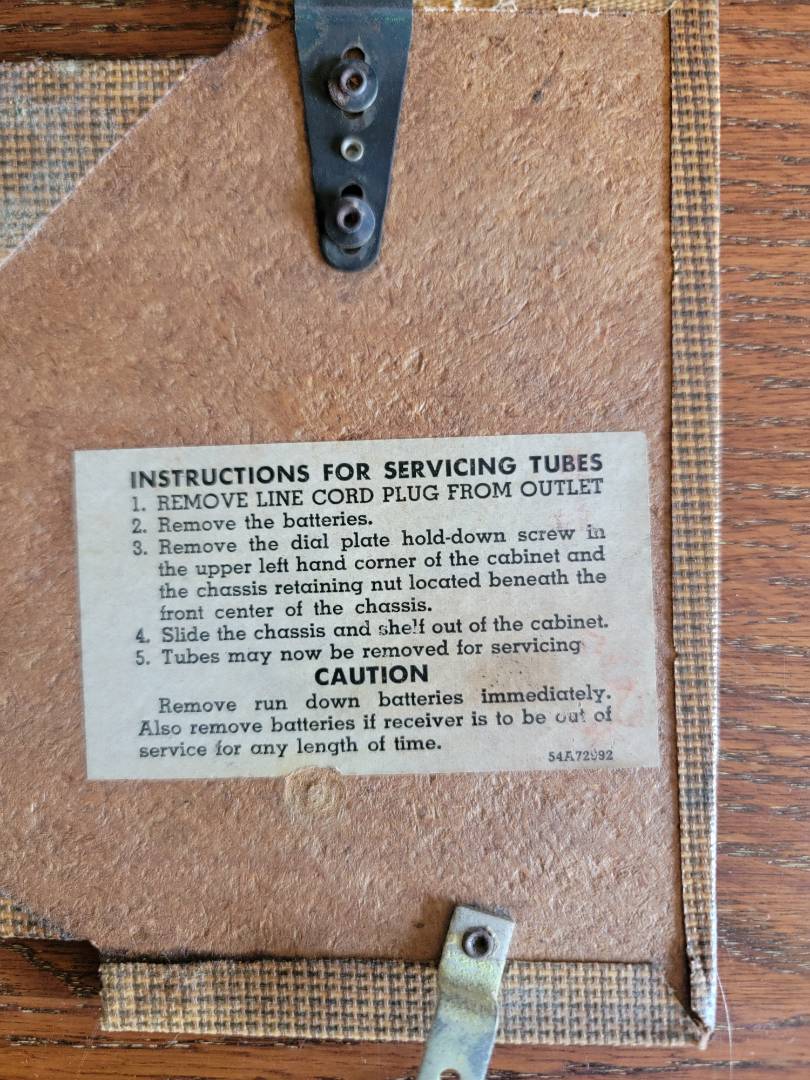 INSTRUCTIONS FOR SERVICING TUBES
1. REMOVE LINE CORD PLUG FROM OUTLET
2. Remove the batteries.
3. Remove the dial plate hold-down screw in
the upper left hand corner of the cabinet and
the chassis retaining nut located beneath the
front center of the chassis.
4. Slide the chassis and shelf out of the cabinet.
5. Tubes may now be removed for servicing
CAUTION
Remove run down batteries immediately.
Also remove batteries if receiver is to be out of
service for any length of time.
54A72992